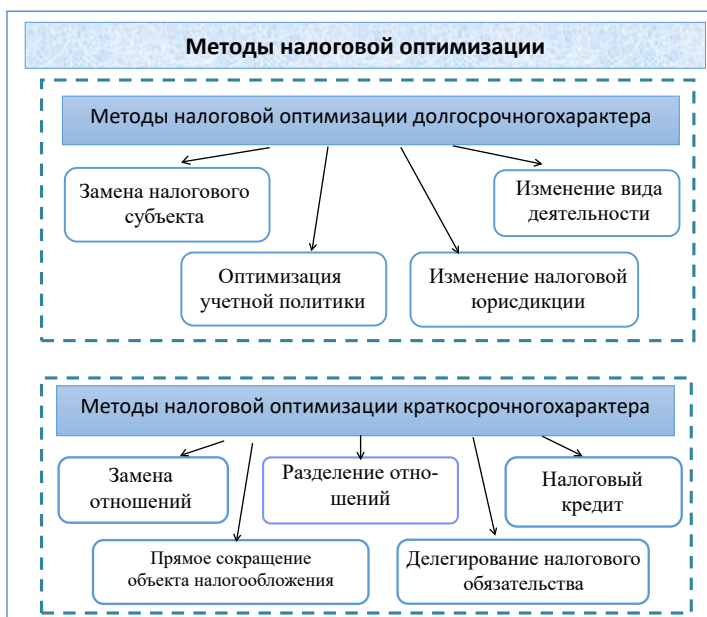 Методы налоговой оптимизации
Методы налоговой оптимизации долгосрочногохарактера
Замена налогового
субъекта
Изменение вида
деятельности
Оптимизация
учетной политики
Изменение налоговой
юрисдикции
Методы налоговой оптимизации краткосрочногохарактера
Замена
отношений
Разделение отно-
шений
Налоговый
кредит
Прямое сокращение
объекта налогообложения
Делегирование налогового
обязательства